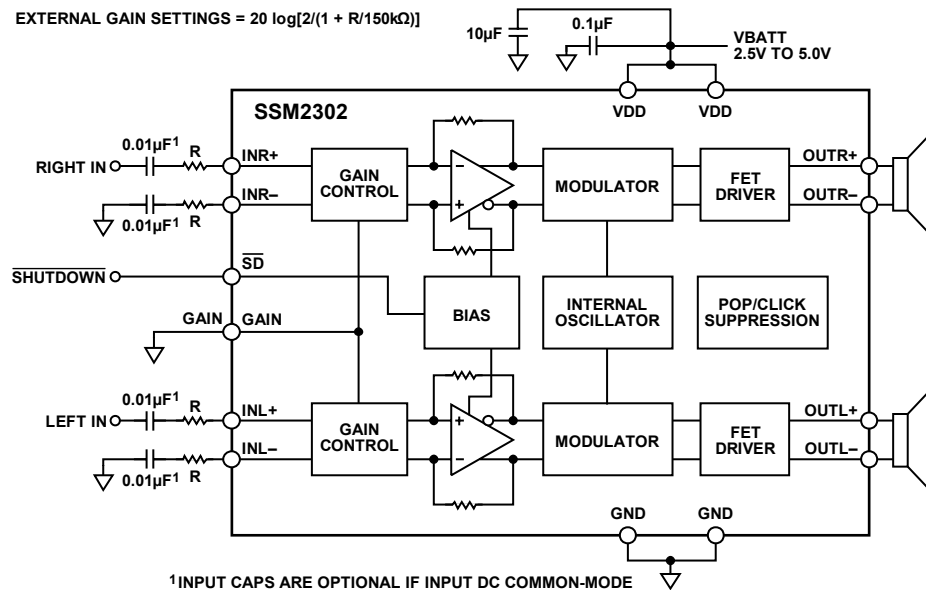 EXTERNAL GAIN SETTINGS = 20 log[2/(1 + R/150kΩ)]
10µF
0.1µF
VBATT
2.5V TO 5.0V
VDD
VDD
SSM2302
0.01µF¹
RIGHT IN
R
INR+
GAIN
CONTROL
MODULATOR
FET
DRIVER
OUTR+
INR–
OUTR–
0.01µF¹
R
SHUTDOWN
SD
BIAS
INTERNAL
OSCILLATOR
POP/CLICK
SUPPRESSION
GAIN
GAIN
0.01µF¹
LEFT IN
R
INL+
GAIN
CONTROL
MODULATOR
FET
DRIVER
OUTL+
INL–
OUTL–
0.01µF¹
R
GND
GND
¹INPUT CAPS ARE OPTIONAL IF INPUT DC COMMON-MODE